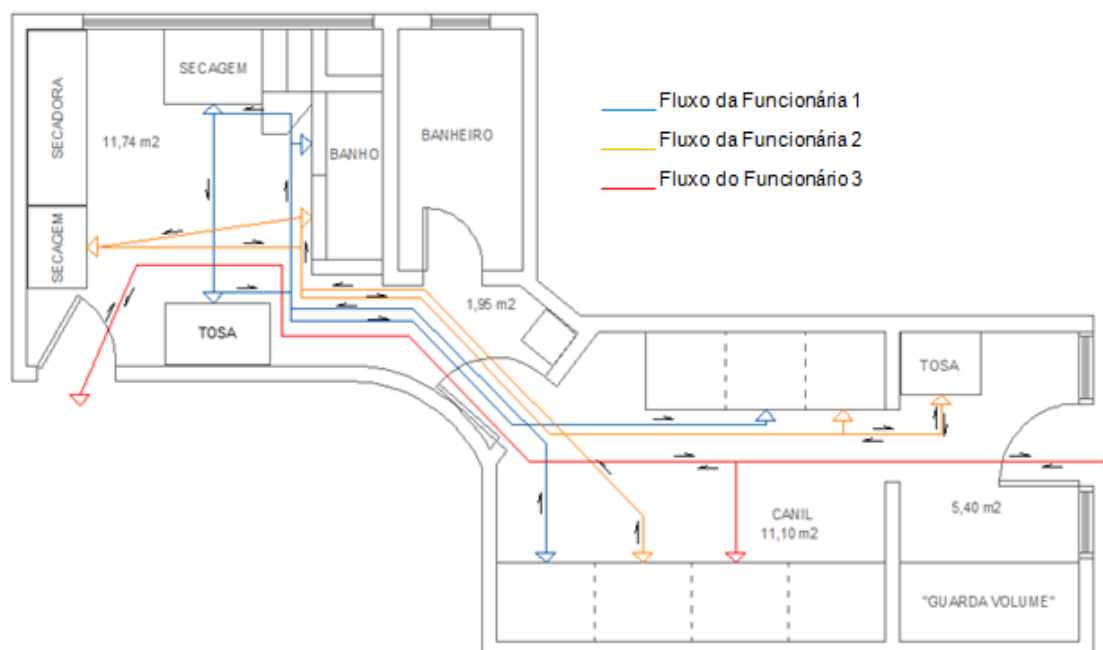 SECADORA
SECAGEM
11,74 m2
SECAGEM
BANHO
BANHEIRO
TOSA
1,95 m2
Fluxo da Funcionária 1
Fluxo da Funcionária 2
Fluxo do Funcionário 3
TOSA
CANIL
11,10 m2
5,40 m2
"GUARDA VOLUME"